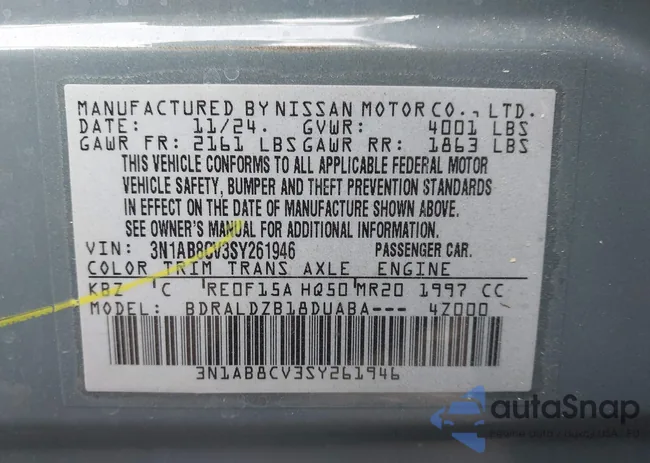 MANUFACTURED BY NISSAN MOTOR CO., LTD.
DATE: 11/24. GVWR: 4001 LBS
GAWR FR: 2161 LBS GAWR RR: 1863 LBS
THIS VEHICLE CONFORMS TO ALL APPLICABLE FEDERAL MOTOR
VEHICLE SAFETY, BUMPER AND THEFT PREVENTION STANDARDS
IN EFFECT ON THE DATE OF MANUFACTURE SHOWN ABOVE.
SEE OWNER'S MANUAL FOR ADDITIONAL INFORMATION.
VIN: 3N1AB8CV3SY261946 PASSENGER CAR.
COLOR TRIM TRANS AXLE ENGINE
KBZ C RE0F15A HQ50 MR20 1997 CC
MODEL: BDRALDZB18DUABA--- 4Z000
3N1AB8CV3SY261946
autaSnap